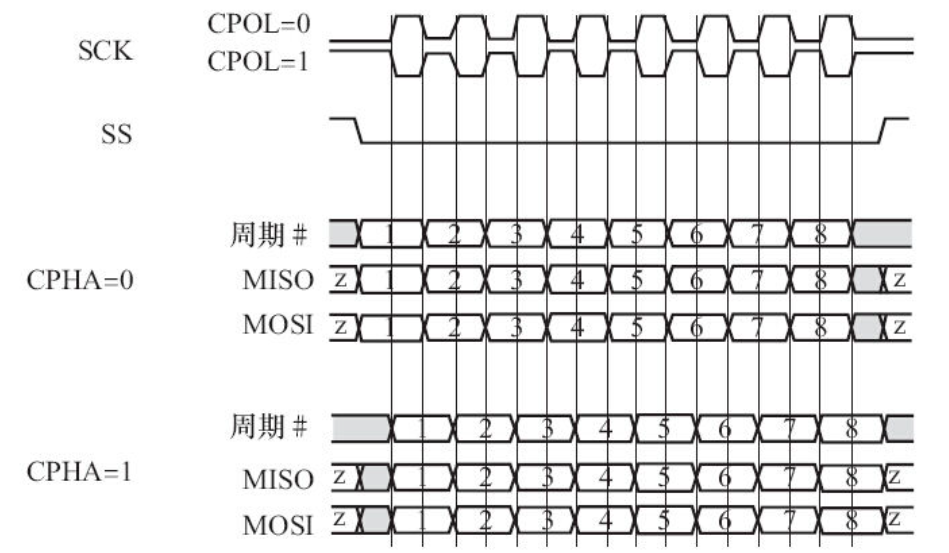 CPOL=0
SCK
CPOL=1
SS
周期# 1 2 3 4 5 6 7 8
CPHA=0
MISO z 1 2 3 4 5 6 7 8 z
MOSI z 1 2 3 4 5 6 7 8 z
周期# 1 2 3 4 5 6 7 8
CPHA=1
MISO z 1 2 3 4 5 6 7 8 z
MOSI z 1 2 3 4 5 6 7 8 z